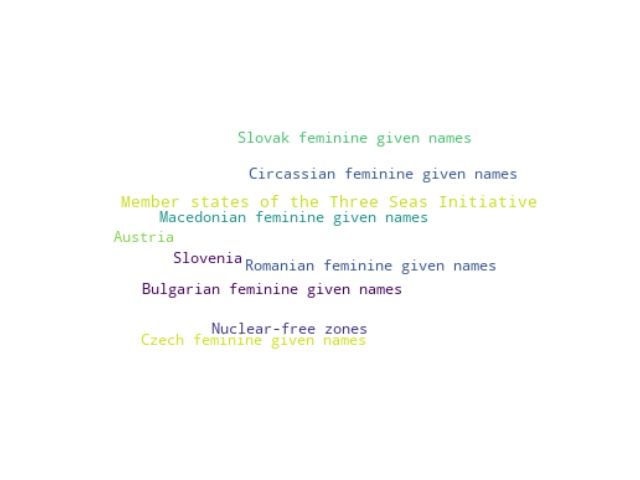 Slovak feminine given names
Circassian feminine given names
Member states of the Three Seas Initiative
Macedonian feminine given names
Austria
Slovenia
Romanian feminine given names
Bulgarian feminine given names
Nuclear-free zones
Czech feminine given names